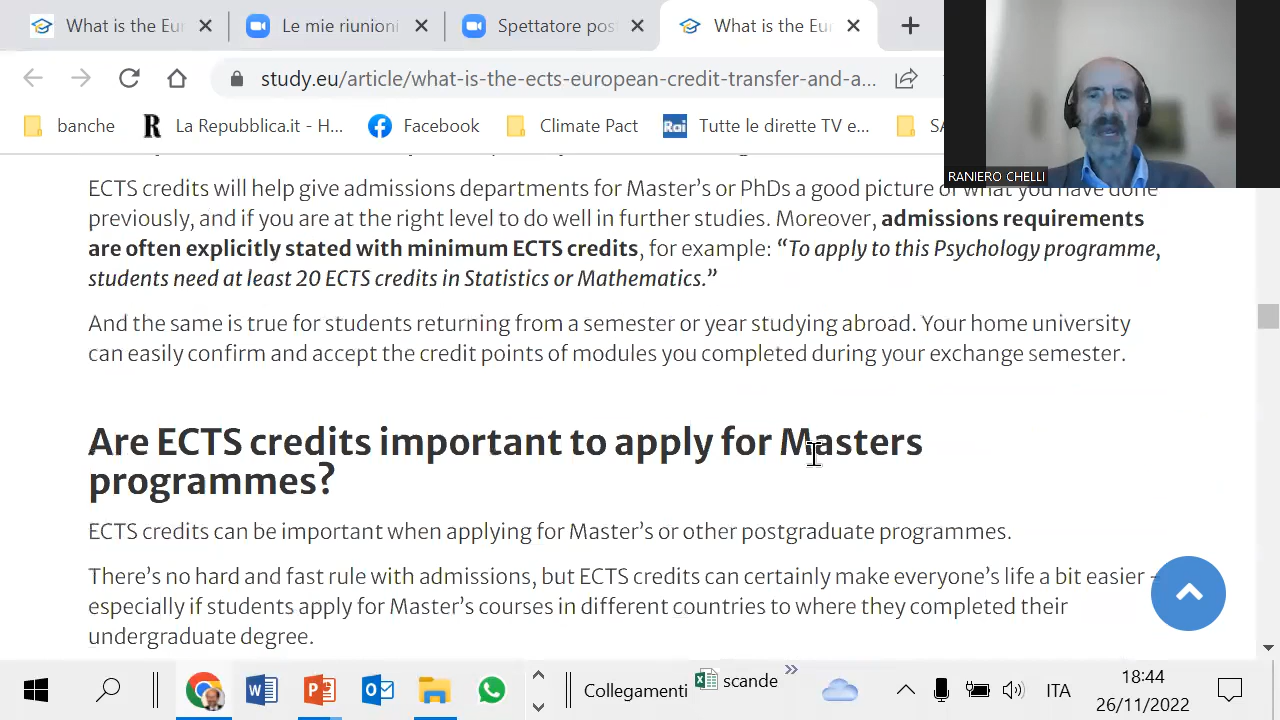 What is the Eur
Le mie riunioni
Spettatore pos
What is the Eur
study.eu/article/what-is-the-ects-european-credit-transfer-and-a...
banche
R La Repubblica.it - H...
Facebook
Climate Pact
Rai Tutte le dirette TV e...
SA
RANIERO CHELLI
ECTS credits will help give admissions departments for Master’s or PhDs a good picture of what you have done
previously, and if you are at the right level to do well in further studies. Moreover, admissions requirements
are often explicitly stated with minimum ECTS credits, for example: “To apply to this Psychology programme,
students need at least 20 ECTS credits in Statistics or Mathematics.”
And the same is true for students returning from a semester or year studying abroad. Your home university
can easily confirm and accept the credit points of modules you completed during your exchange semester.
Are ECTS credits important to apply for Masters
programmes?
ECTS credits can be important when applying for Master’s or other postgraduate programmes.
There’s no hard and fast rule with admissions, but ECTS credits can certainly make everyone’s life a bit easier –
especially if students apply for Master’s courses in different countries to where they completed their
undergraduate degree.
Collegamenti
scande
ITA
18:44
26/11/2022